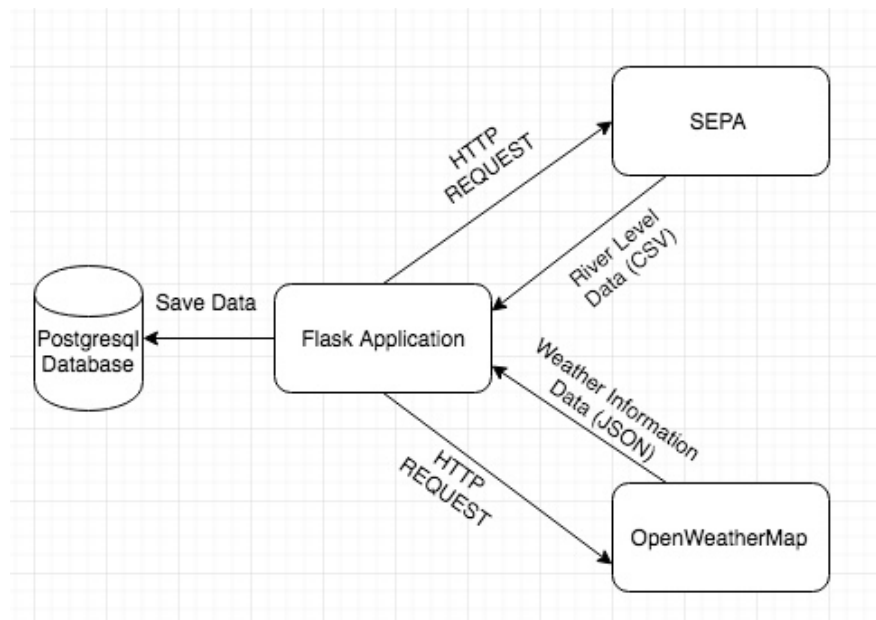 SEPA
HTTP
REQUEST
River Level
Data (CSV)
Save Data
Postgresql
Database
Flask Application
Weather Information
Data (JSON)
HTTP
REQUEST
OpenWeatherMap